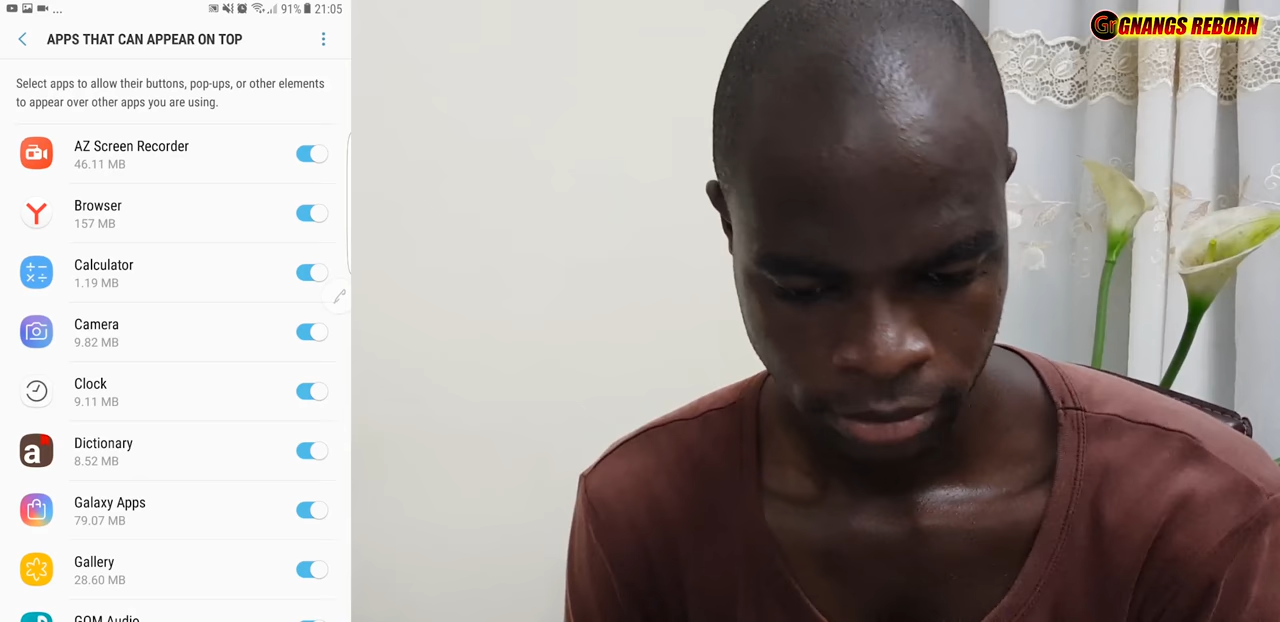 ... 91% 21:05
APPS THAT CAN APPEAR ON TOP
Select apps to allow their buttons, pop-ups, or other elements
to appear over other apps you are using.
AZ Screen Recorder
46.11 MB
Browser
157 MB
Calculator
1.19 MB
Camera
9.82 MB
Clock
9.11 MB
a
Dictionary
8.52 MB
Galaxy Apps
79.07 MB
Gallery
28.60 MB
GOM Audio
Gr GNANGS REBORN